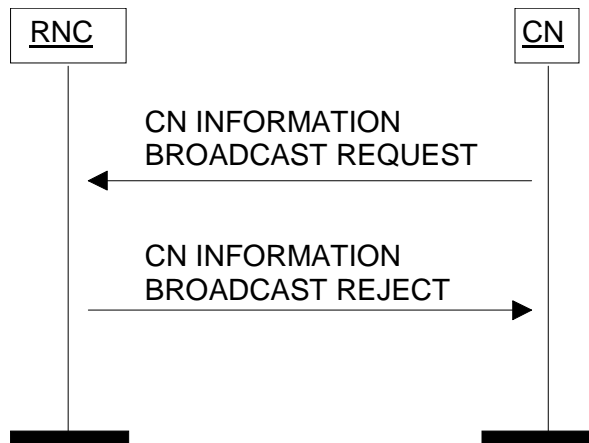 RNC
CN
CN INFORMATION
BROADCAST REQUEST
CN INFORMATION
BROADCAST REJECT